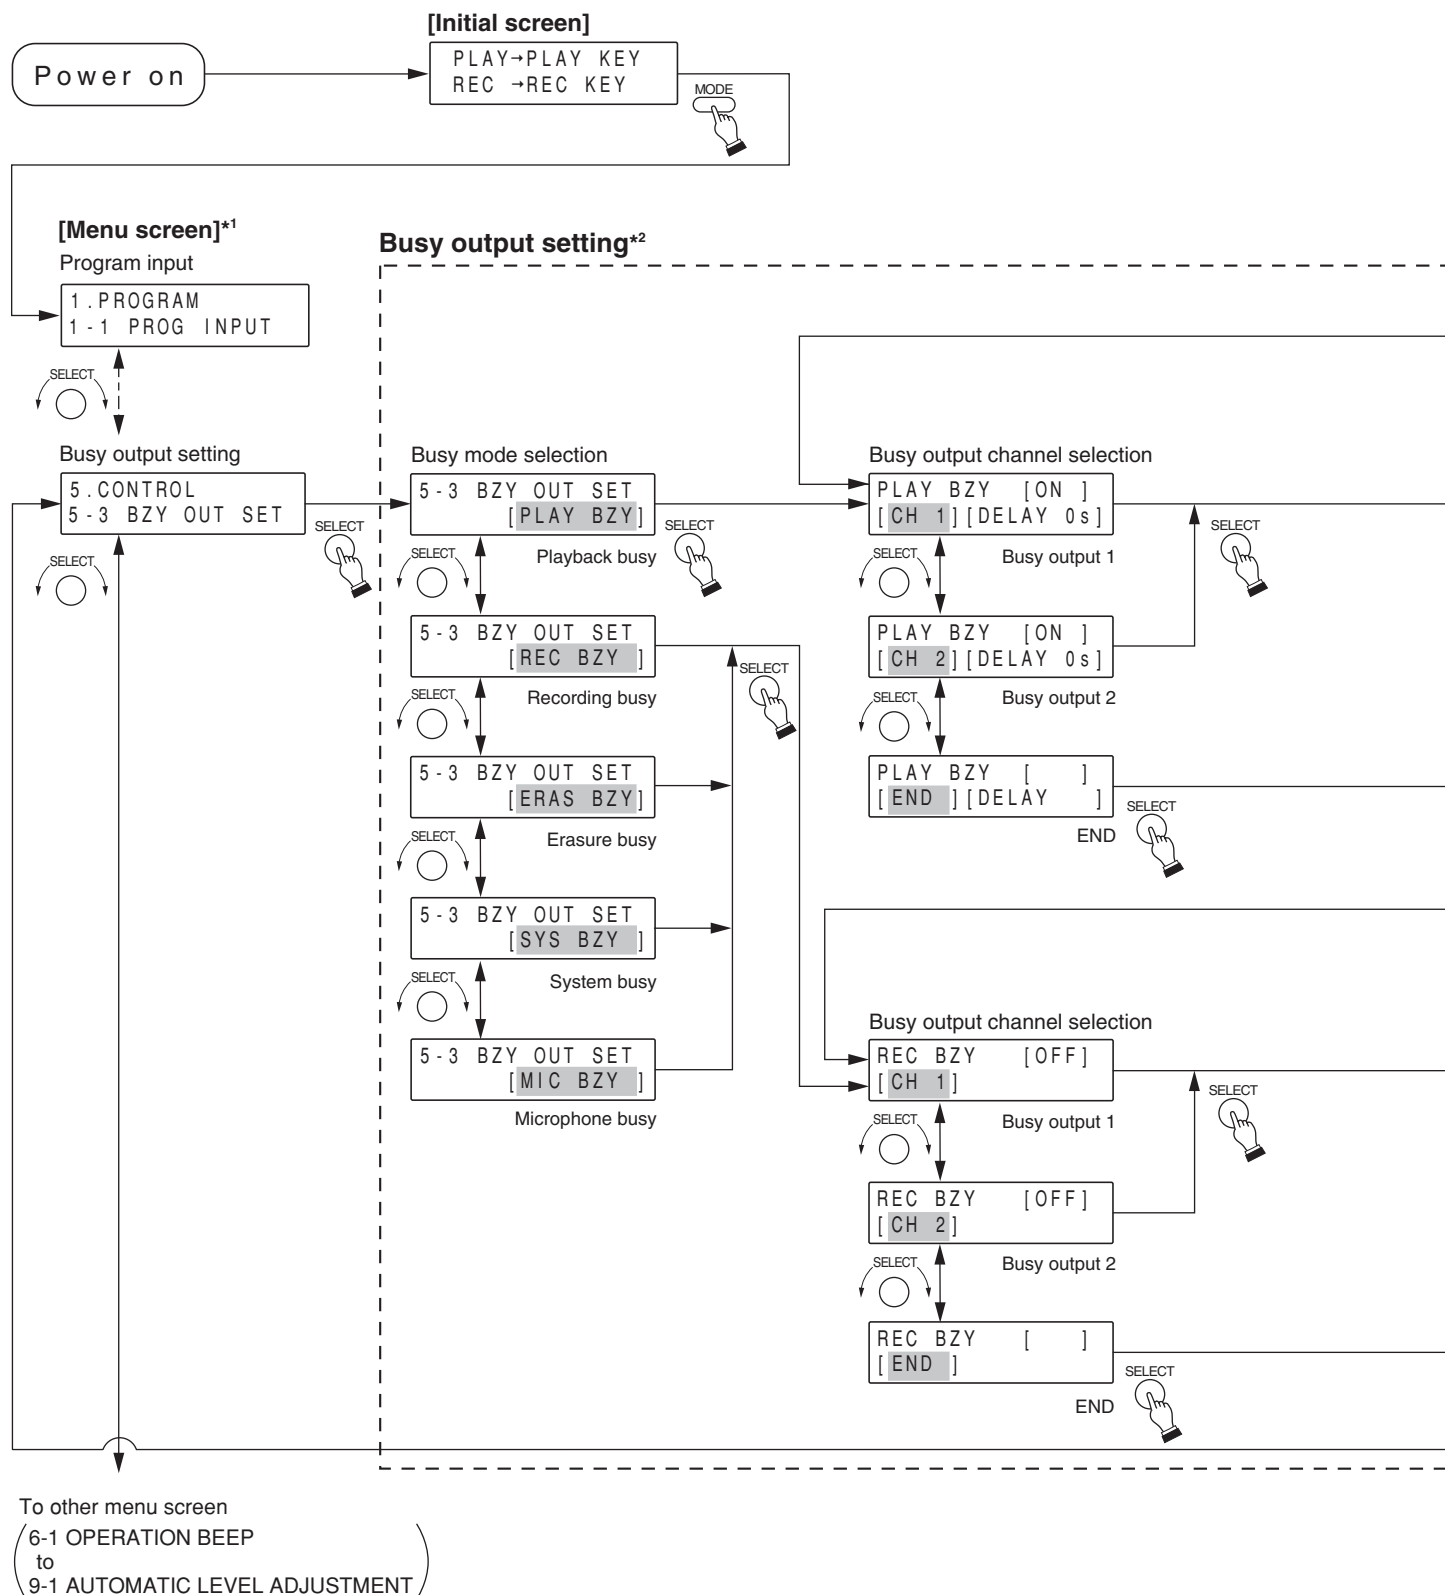 [Initial screen]
Power on
PLAY→PLAY KEY
REC →REC KEY
MODE
[Menu screen]*1
Program input
1.PROGRAM
1-1 PROG INPUT
SELECT
Busy output setting
5.CONTROL
5-3 BZY OUT SET
SELECT
SELECT
Busy output setting*2
Busy mode selection
5-3 BZY OUT SET
[PLAY BZY]
Playback busy
SELECT
SELECT
5-3 BZY OUT SET
[REC BZY ]
Recording busy
SELECT
SELECT
5-3 BZY OUT SET
[ERAS BZY]
Erasure busy
SELECT
5-3 BZY OUT SET
[SYS BZY ]
System busy
SELECT
5-3 BZY OUT SET
[MIC BZY ]
Microphone busy
Busy output channel selection
PLAY BZY [ON ]
[CH 1][DELAY 0s]
Busy output 1
SELECT
SELECT
PLAY BZY [ON ]
[CH 2][DELAY 0s]
Busy output 2
SELECT
PLAY BZY [ ]
[END ][DELAY ]
END
SELECT
Busy output channel selection
REC BZY [OFF]
[CH 1]
Busy output 1
SELECT
SELECT
REC BZY [OFF]
[CH 2]
Busy output 2
SELECT
REC BZY [ ]
[END ]
END
SELECT
To other menu screen
6-1 OPERATION BEEP
to
9-1 AUTOMATIC LEVEL ADJUSTMENT